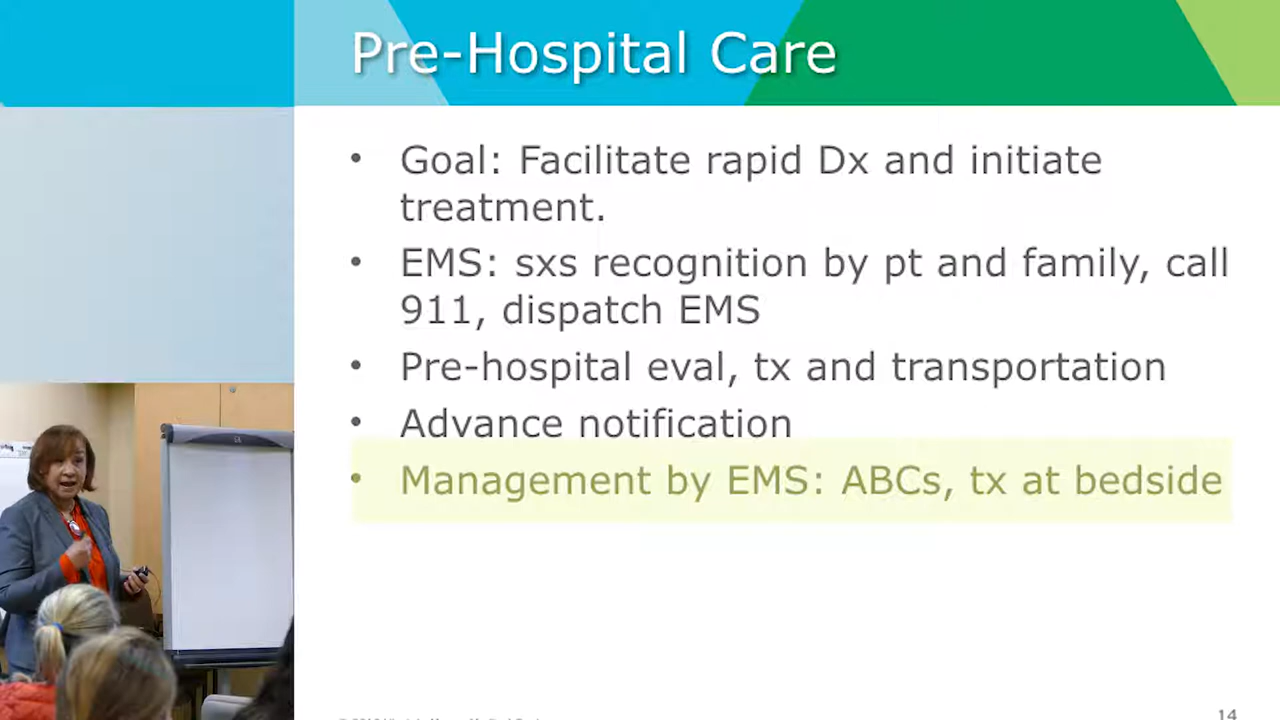 Pre-Hospital Care
• Goal: Facilitate rapid Dx and initiate
treatment.
• EMS: sxs recognition by pt and family, call
911, dispatch EMS
• Pre-hospital eval, tx and transportation
• Advance notification
• Management by EMS: ABCs, tx at bedside
14